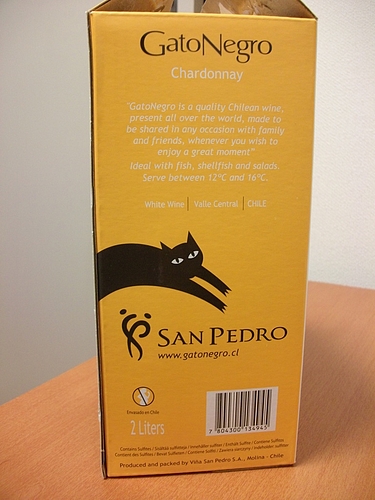 GatoNegro
Chardonnay
"GatoNegro is a quality Chilean wine,
present all over the world, made to
be shared in any occasion with family
and friends, whenever you wish to
enjoy a great moment"
Ideal with fish, shellfish and salads.
Serve between 12°C and 16°C.
White Wine | Valle Central | CHILE
SAN PEDRO
www.gatonegro.cl
Envasado en Chile
2 Liters
7 804300 134945
Produced and packed by Viña San Pedro S.A., Molina - Chile